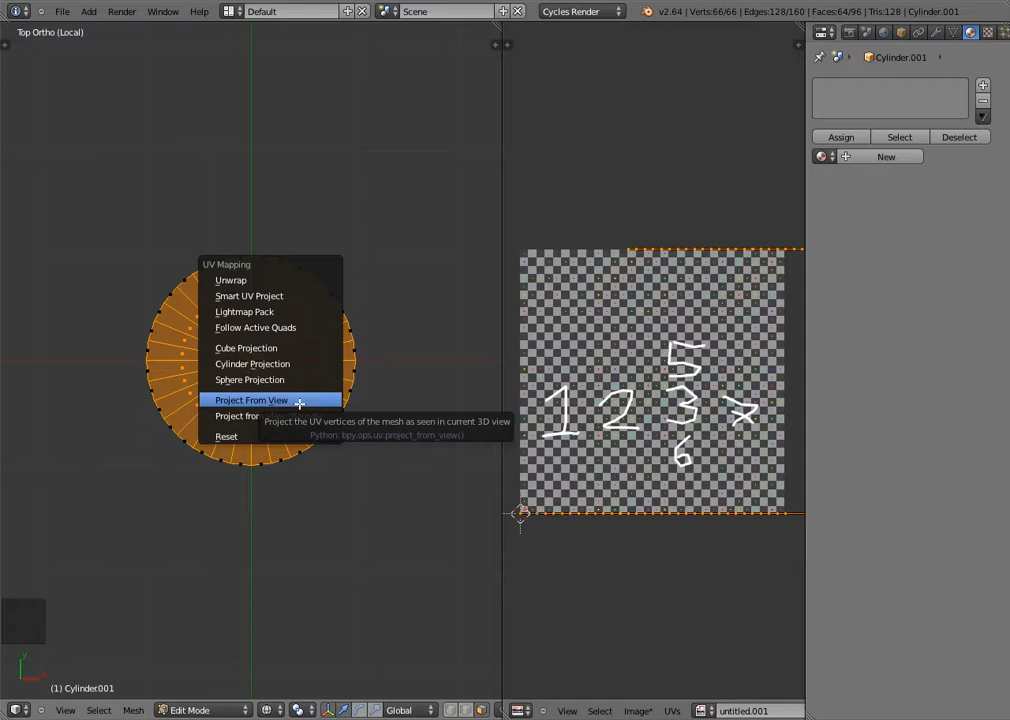 File Add Render Window Help Default Scene Cycles Render v2.64 | Verts:66/66 | Edges:128/160 | Faces:64/96 | Tris:128 | Cylinder.001
Top Ortho (Local)
Cylinder.001
Assign Select Deselect
New
UV Mapping
Unwrap
Smart UV Project
Lightmap Pack
Follow Active Quads
Cube Projection
Cylinder Projection
Sphere Projection
Project From View
Project from
Project the UV vertices of the mesh as seen in current 3D view
Python: bpy.ops.uv.project_from_view()
Reset
5
1 2 3 7
6
y
(1) Cylinder.001
View Select Mesh Edit Mode Global View Select Image* UVs untitled.001